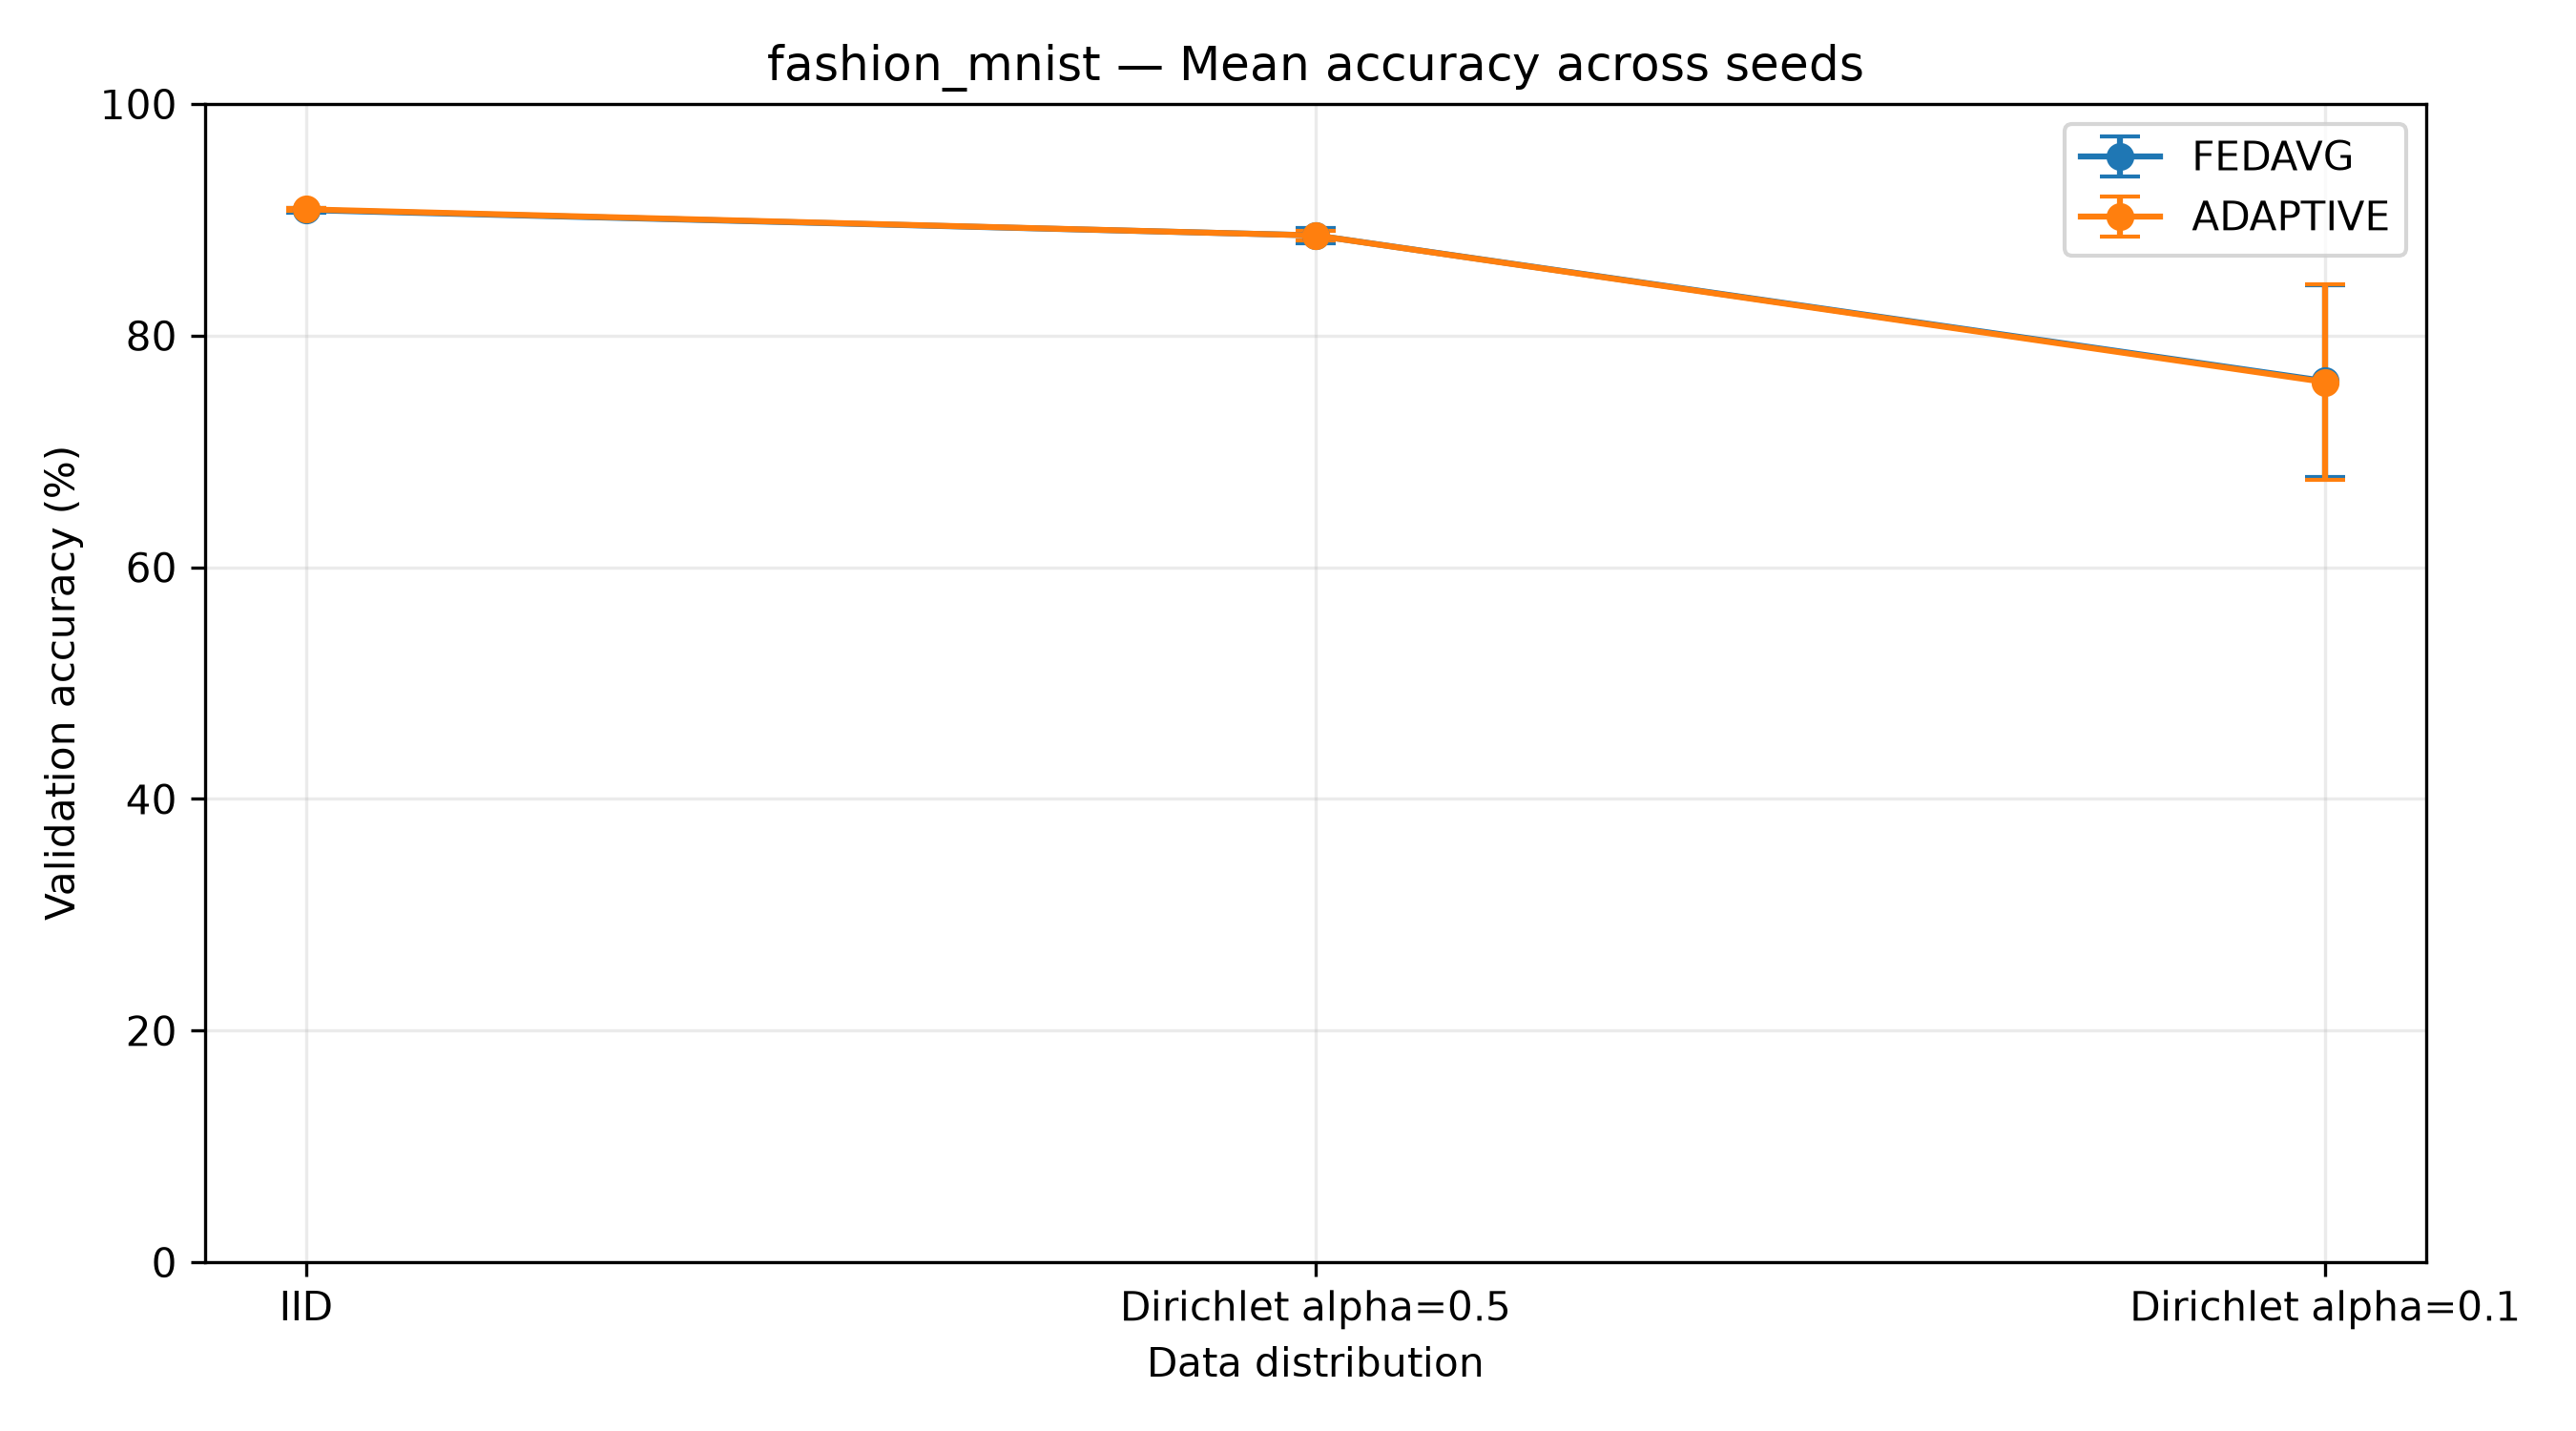 fashion_mnist — Mean accuracy across seeds
FEDAVG
ADAPTIVE
Validation accuracy (%)
100
80
60
40
20
0
IID
Dirichlet alpha=0.5
Dirichlet alpha=0.1
Data distribution